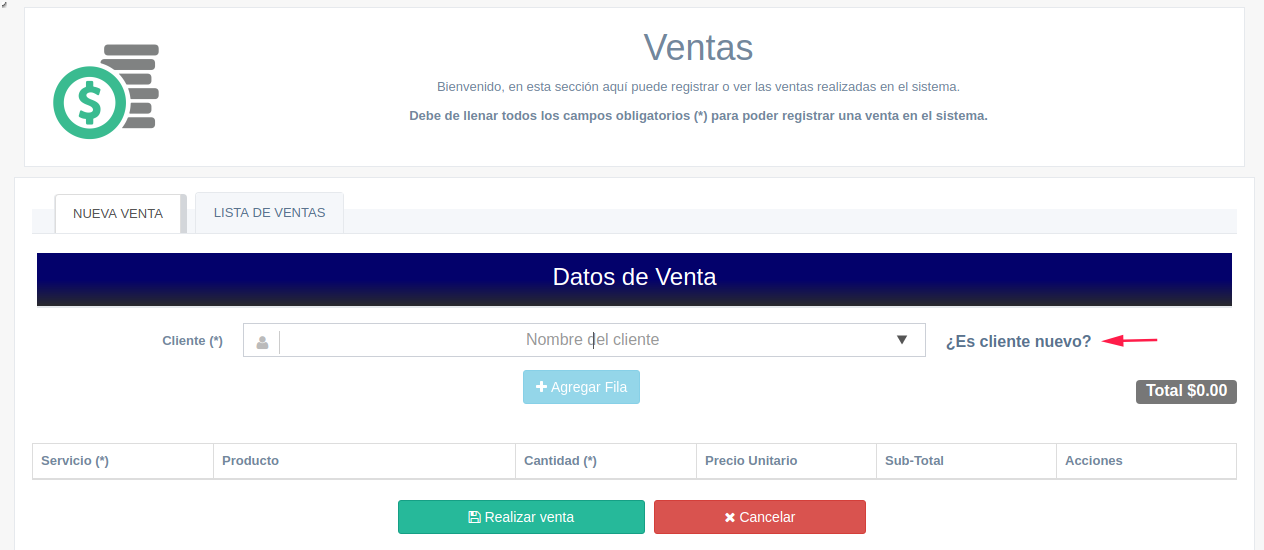 Ventas
Bienvenido, en esta sección aquí puede registrar o ver las ventas realizadas en el sistema.
Debe de llenar todos los campos obligatorios (*) para poder registrar una venta en el sistema.
NUEVA VENTA
LISTA DE VENTAS
Datos de Venta
Cliente (*)
Nombre del cliente
¿Es cliente nuevo?
Agregar Fila
Total $0.00
Servicio (*) Producto Cantidad (*) Precio Unitario Sub-Total Acciones
Realizar venta
Cancelar